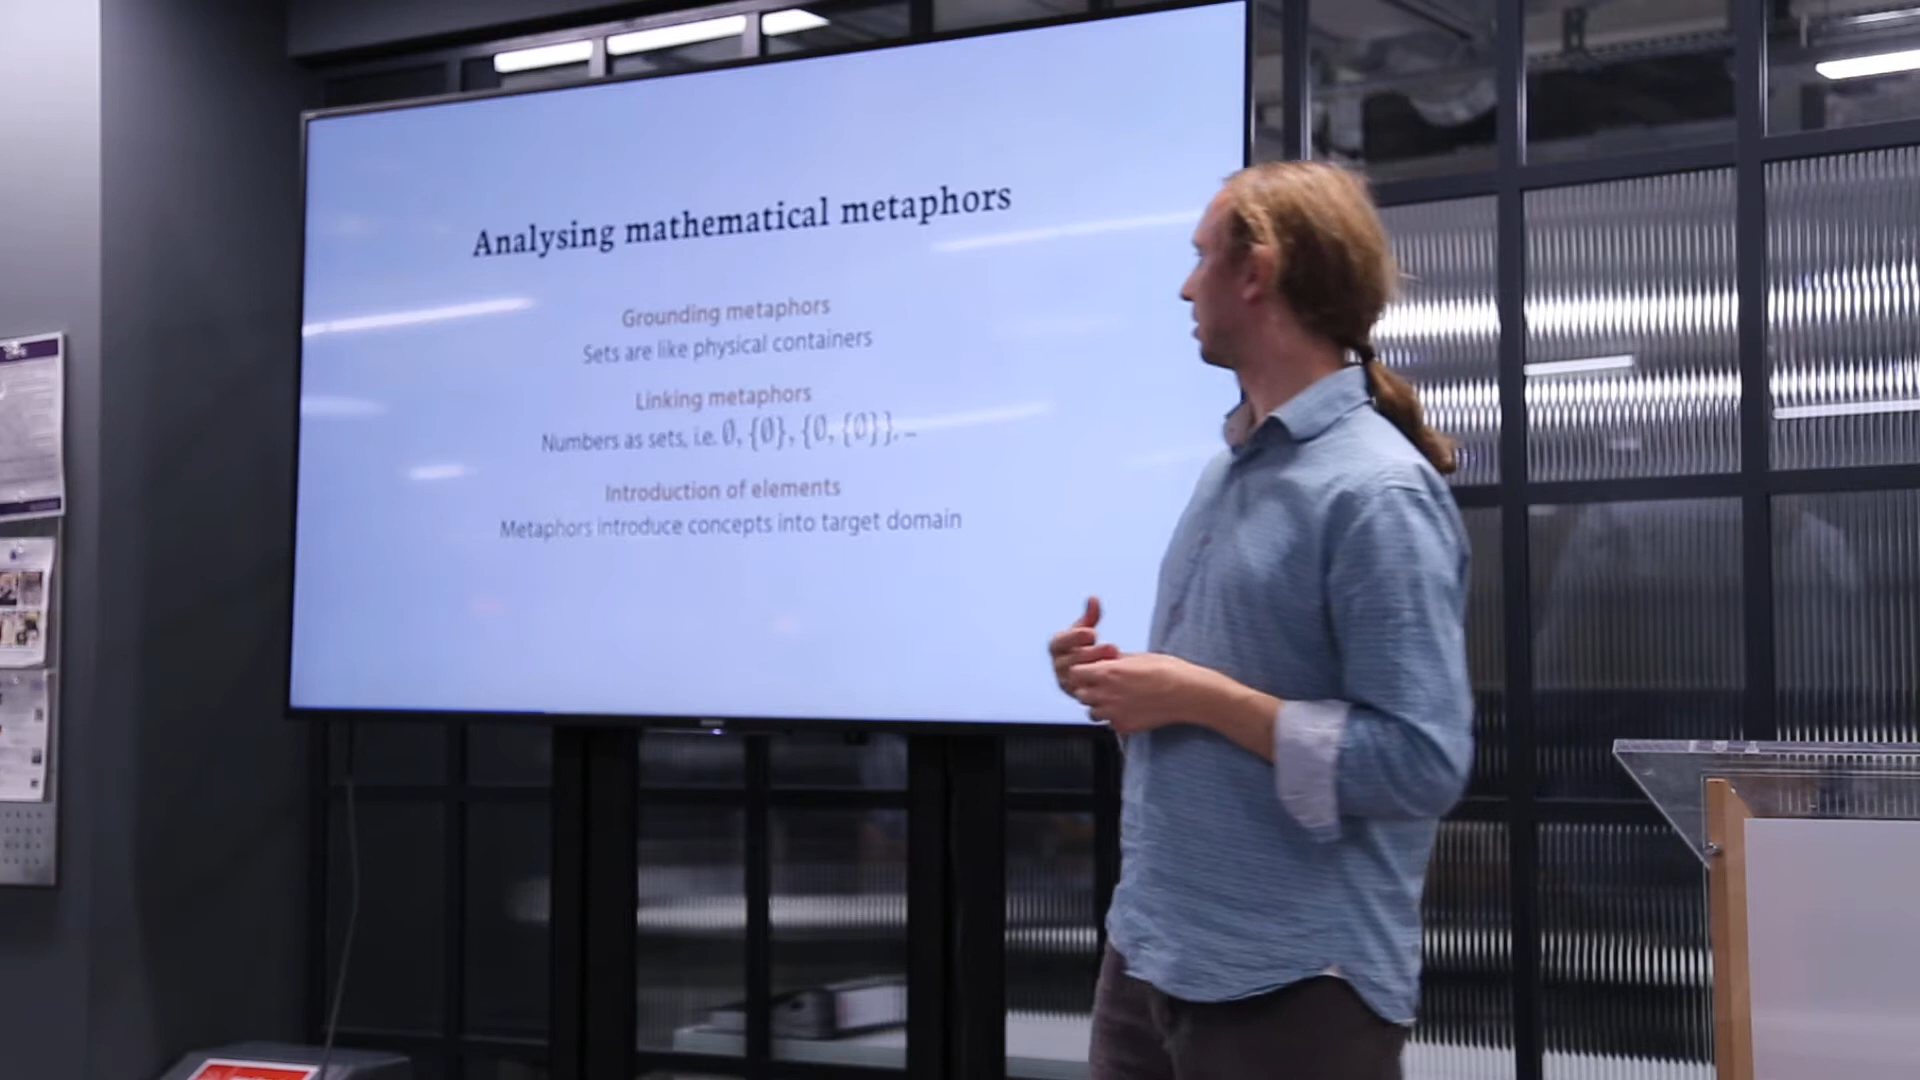 Analysing mathematical metaphors
Grounding metaphors
Sets are like physical containers
Linking metaphors
Numbers as sets, i.e. ∅, {∅}, {∅, {∅}}, ...
Introduction of elements
Metaphors introduce concepts into target domain